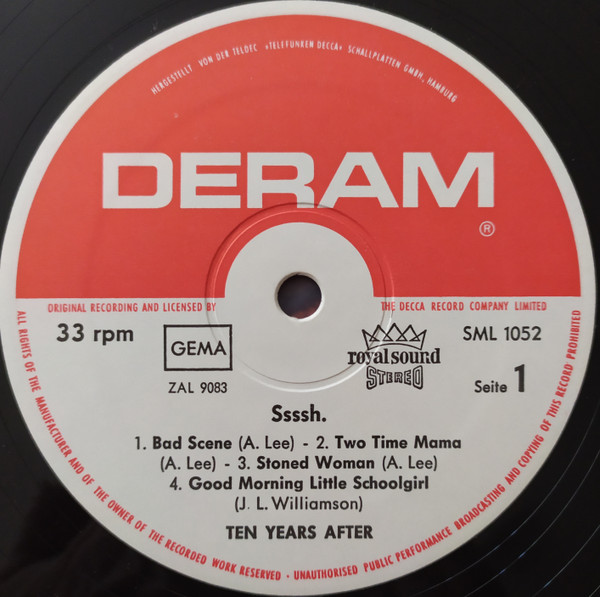 HERGESTELLT VON DER TELDEC »TELEFUNKEN DECCA« SCHALLPLATTEN GMBH, HAMBURG
DERAM
®
ORIGINAL RECORDING AND LICENSED BY THE DECCA RECORD COMPANY LIMITED
33 rpm
GEMA
ZAL 9083
royal sound
STEREO
SML 1052
Seite 1
Ssssh.
1. Bad Scene (A. Lee) - 2. Two Time Mama
(A. Lee) - 3. Stoned Woman (A. Lee)
4. Good Morning Little Schoolgirl
(J. L. Williamson)
TEN YEARS AFTER
ALL RIGHTS OF THE MANUFACTURER AND OF THE OWNER OF THE RECORDED WORK RESERVED · UNAUTHORISED PUBLIC PERFORMANCE BROADCASTING AND COPYING OF THIS RECORD PROHIBITED